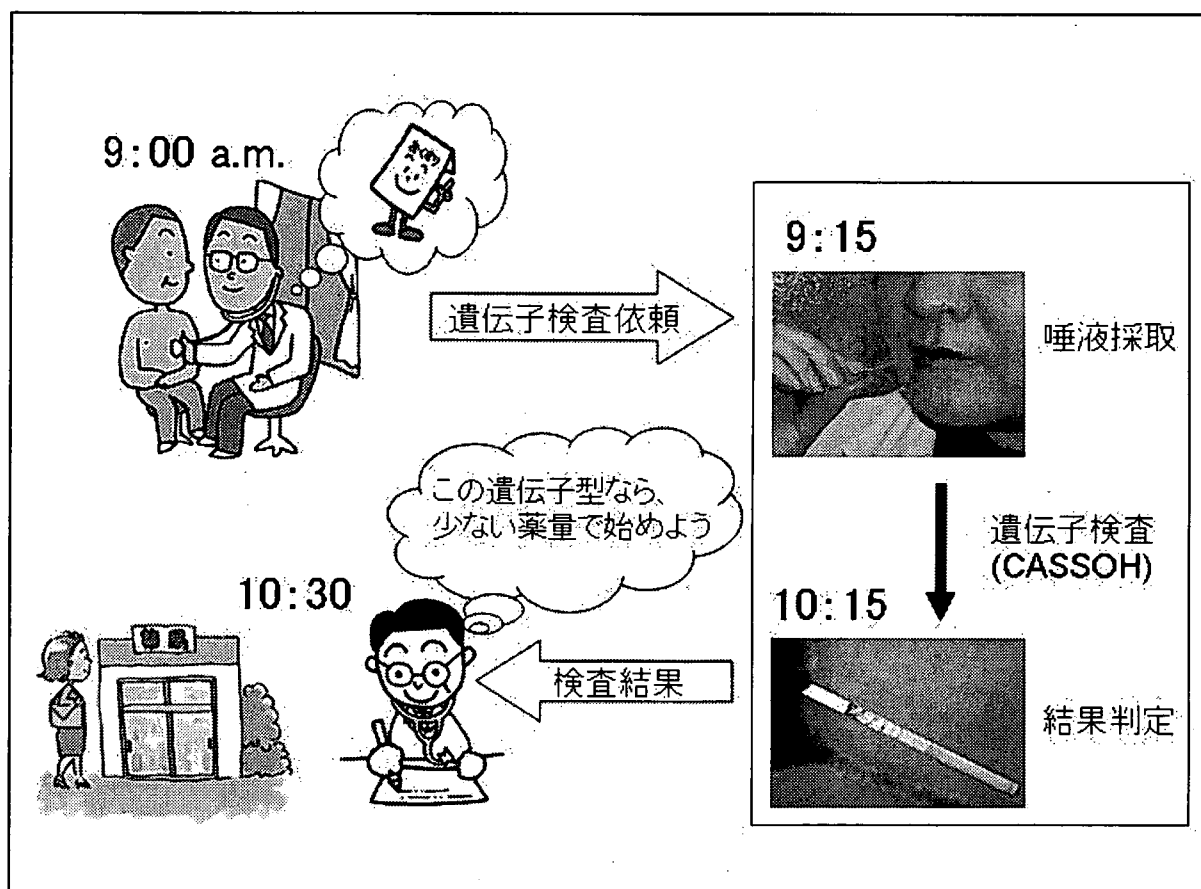 9:00 a.m.
遺伝子検査依頼
9:15
唾液採取
遺伝子検査
(CASSOH)
10:15
結果判定
検査結果
この遺伝子型なら、
少ない薬量で始めよう
10:30